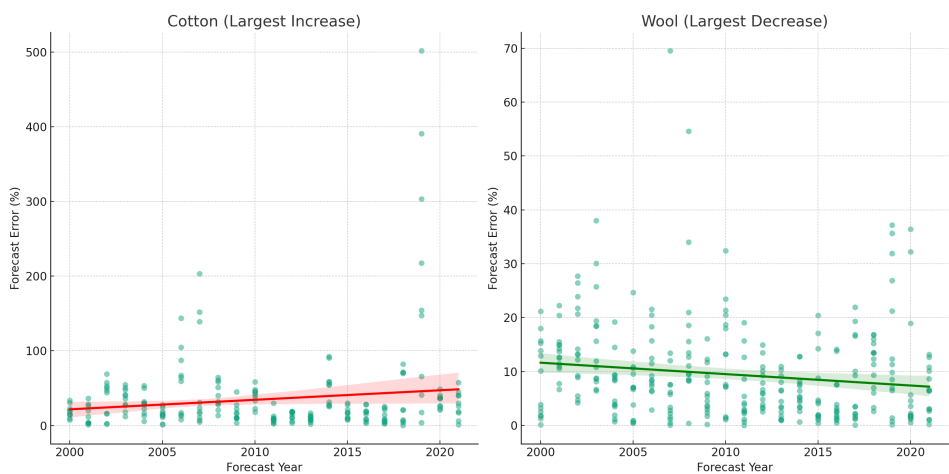 Cotton (Largest Increase)
Forecast Error (%)
500
400
300
200
100
0
2000 2005 2010 2015 2020
Forecast Year
Wool (Largest Decrease)
Forecast Error (%)
70
60
50
40
30
20
10
0
2000 2005 2010 2015 2020
Forecast Year